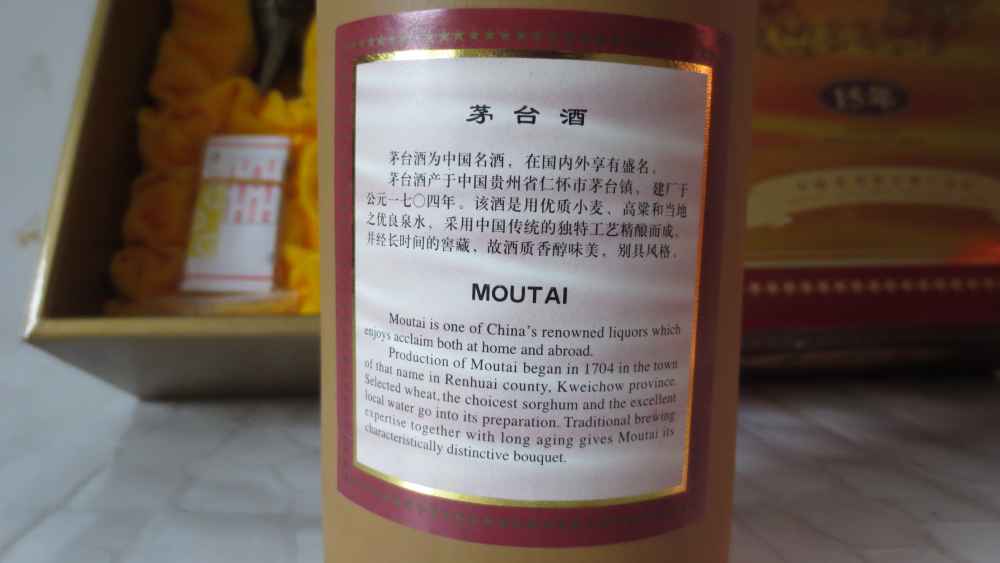 茅台酒
茅台酒为中国名酒，在国内外享有盛名。
茅台酒产于中国贵州省仁怀市茅台镇，建厂于
公元一七〇四年。该酒是用优质小麦、高粱和当地
之优良泉水，采用中国传统的独特工艺精酿而成，
并经长时间的窖藏，故酒质香醇味美，别具风格。
MOUTAI
Moutai is one of China's renowned liquors which
enjoys acclaim both at home and abroad.
Production of Moutai began in 1704 in the town
of that name in Renhuai county, Kweichow province.
Selected wheat, the choicest sorghum and the excellent
local water go into its preparation. Traditional brewing
expertise together with long aging gives Moutai its
characteristically distinctive bouquet.
15年